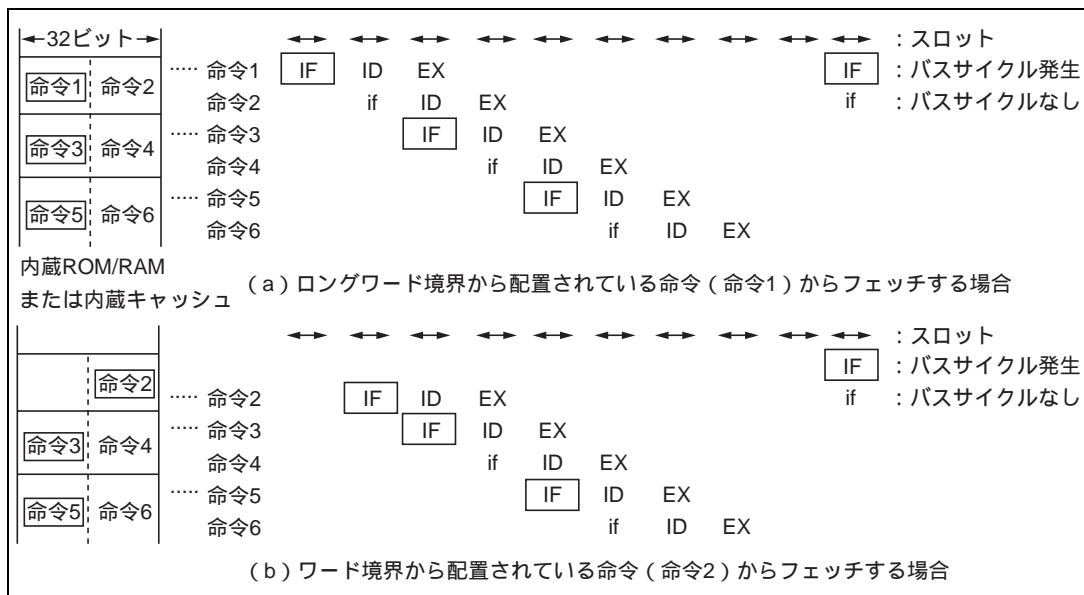 32ビット ：スロット
命令1 命令2 ····· 命令1 IF ID EX IF ：バスサイクル発生
命令2 if ID EX if ：バスサイクルなし
命令3 命令4 ····· 命令3 IF ID EX
命令4 if ID EX
命令5 命令6 ····· 命令5 IF ID EX
命令6 if ID EX
内蔵ROM/RAM
または内蔵キャッシュ
（a）ロングワード境界から配置されている命令（命令1）からフェッチする場合
：スロット
IF ：バスサイクル発生
命令2 ····· 命令2 IF ID EX if ：バスサイクルなし
命令3 命令4 ····· 命令3 IF ID EX
命令4 if ID EX
命令5 命令6 ····· 命令5 IF ID EX
命令6 if ID EX
（b）ワード境界から配置されている命令（命令2）からフェッチする場合